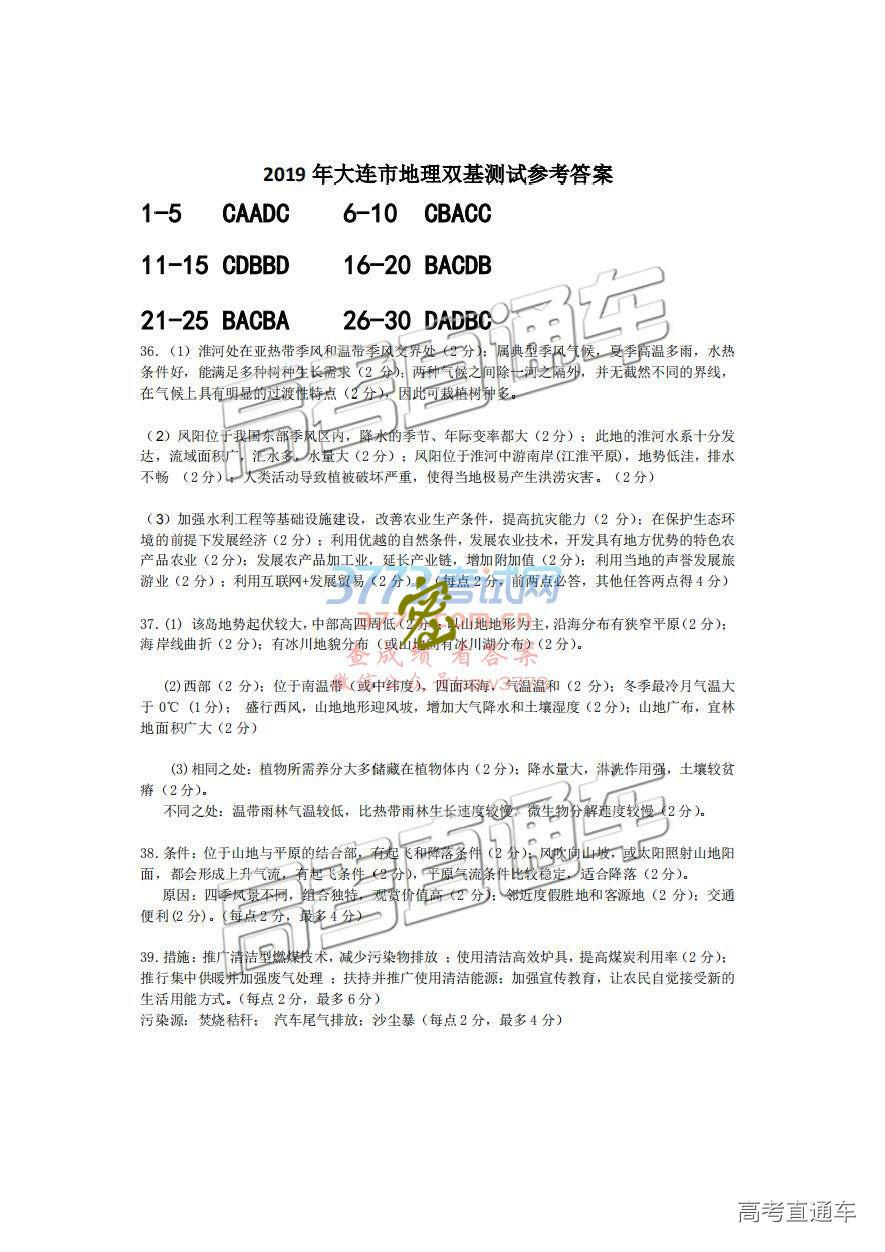 2019 年大连市地理双基测试参考答案
1-5 CAADC 6-10 CBACC
11-15 CDBBD 16-20 BACDB
21-25 BACBA 26-30 DADBC
36.（1）淮河处在亚热带季风和温带季风交界处（2 分）；属典型季风气候，夏季高温多雨，水热
条件好，能满足多种树种生长需求（2 分）；两种气候之间除一河之隔外，并无截然不同的界线，
在气候上具有明显的过渡性特点（2 分），因此可栽植树种多。
（2）凤阳位于我国东部季风区内，降水的季节、年际变率都大（2 分）；此地的淮河水系十分发
达，流域面积广，汇水多，水量大（2 分）；凤阳位于淮河中游南岸(江淮平原)，地势低洼，排水
不畅 （2 分）；人类活动导致植被破坏严重，使得当地极易产生洪涝灾害。（2 分）
（3）加强水利工程等基础设施建设，改善农业生产条件，提高抗灾能力（2 分）；在保护生态环
境的前提下发展经济（2 分）；利用优越的自然条件，发展农业技术，开发具有地方优势的特色农
产品农业（2 分）；发展农产品加工业，延长产业链，增加附加值（2 分）；利用当地的声誉发展旅
游业（2 分）；利用互联网+发展贸易（2 分）。（每点 2 分，前两点必答，其他任答两点得 4 分）
37.（1）该岛地势起伏较大，中部高四周低（2 分）；以山地地形为主，沿海分布有狭窄平原（2 分）；
海岸线曲折（2 分）；有冰川地貌分布（或山地间有冰川湖分布）（2 分）。
(2)西部（2 分）；位于南温带（或中纬度），四面环海，气温温和（2 分）；冬季最冷月气温大
于 0℃（1 分）； 盛行西风，山地地形迎风坡，增加大气降水和土壤湿度（2 分）；山地广布，宜林
地面积广大（2 分）
(3)相同之处：植物所需养分大多储藏在植物体内（2 分）；降水量大，淋洗作用强，土壤较贫
瘠（2 分）。
不同之处：温带雨林气温较低，比热带雨林生长速度较慢。微生物分解速度较慢（2 分）。
38.条件：位于山地与平原的结合部，有起飞和降落条件（2 分）；风吹向山坡，或太阳照射山地阳
面，都会形成上升气流，有起飞条件（2 分），平原气流条件比较稳定，适合降落（2 分）。
原因：四季风景不同，组合独特，观赏价值高（2 分）；邻近度假胜地和客源地（2 分）；交通
便利(2 分)。（每点 2 分，最多 4 分）
39.措施：推广清洁型燃煤技术，减少污染物排放 ；使用清洁高效炉具，提高煤炭利用率（2 分）；
推行集中供暖并加强废气处理 ；扶持并推广使用清洁能源；加强宣传教育，让农民自觉接受新的
生活用能方式。（每点 2 分，最多 6 分）
污染源：焚烧秸秆； 汽车尾气排放；沙尘暴（每点 2 分，最多 4 分）
高考直通车
3773考试网
密
3773.com.cn
查成绩 看答案
高考直通车
高考直通车